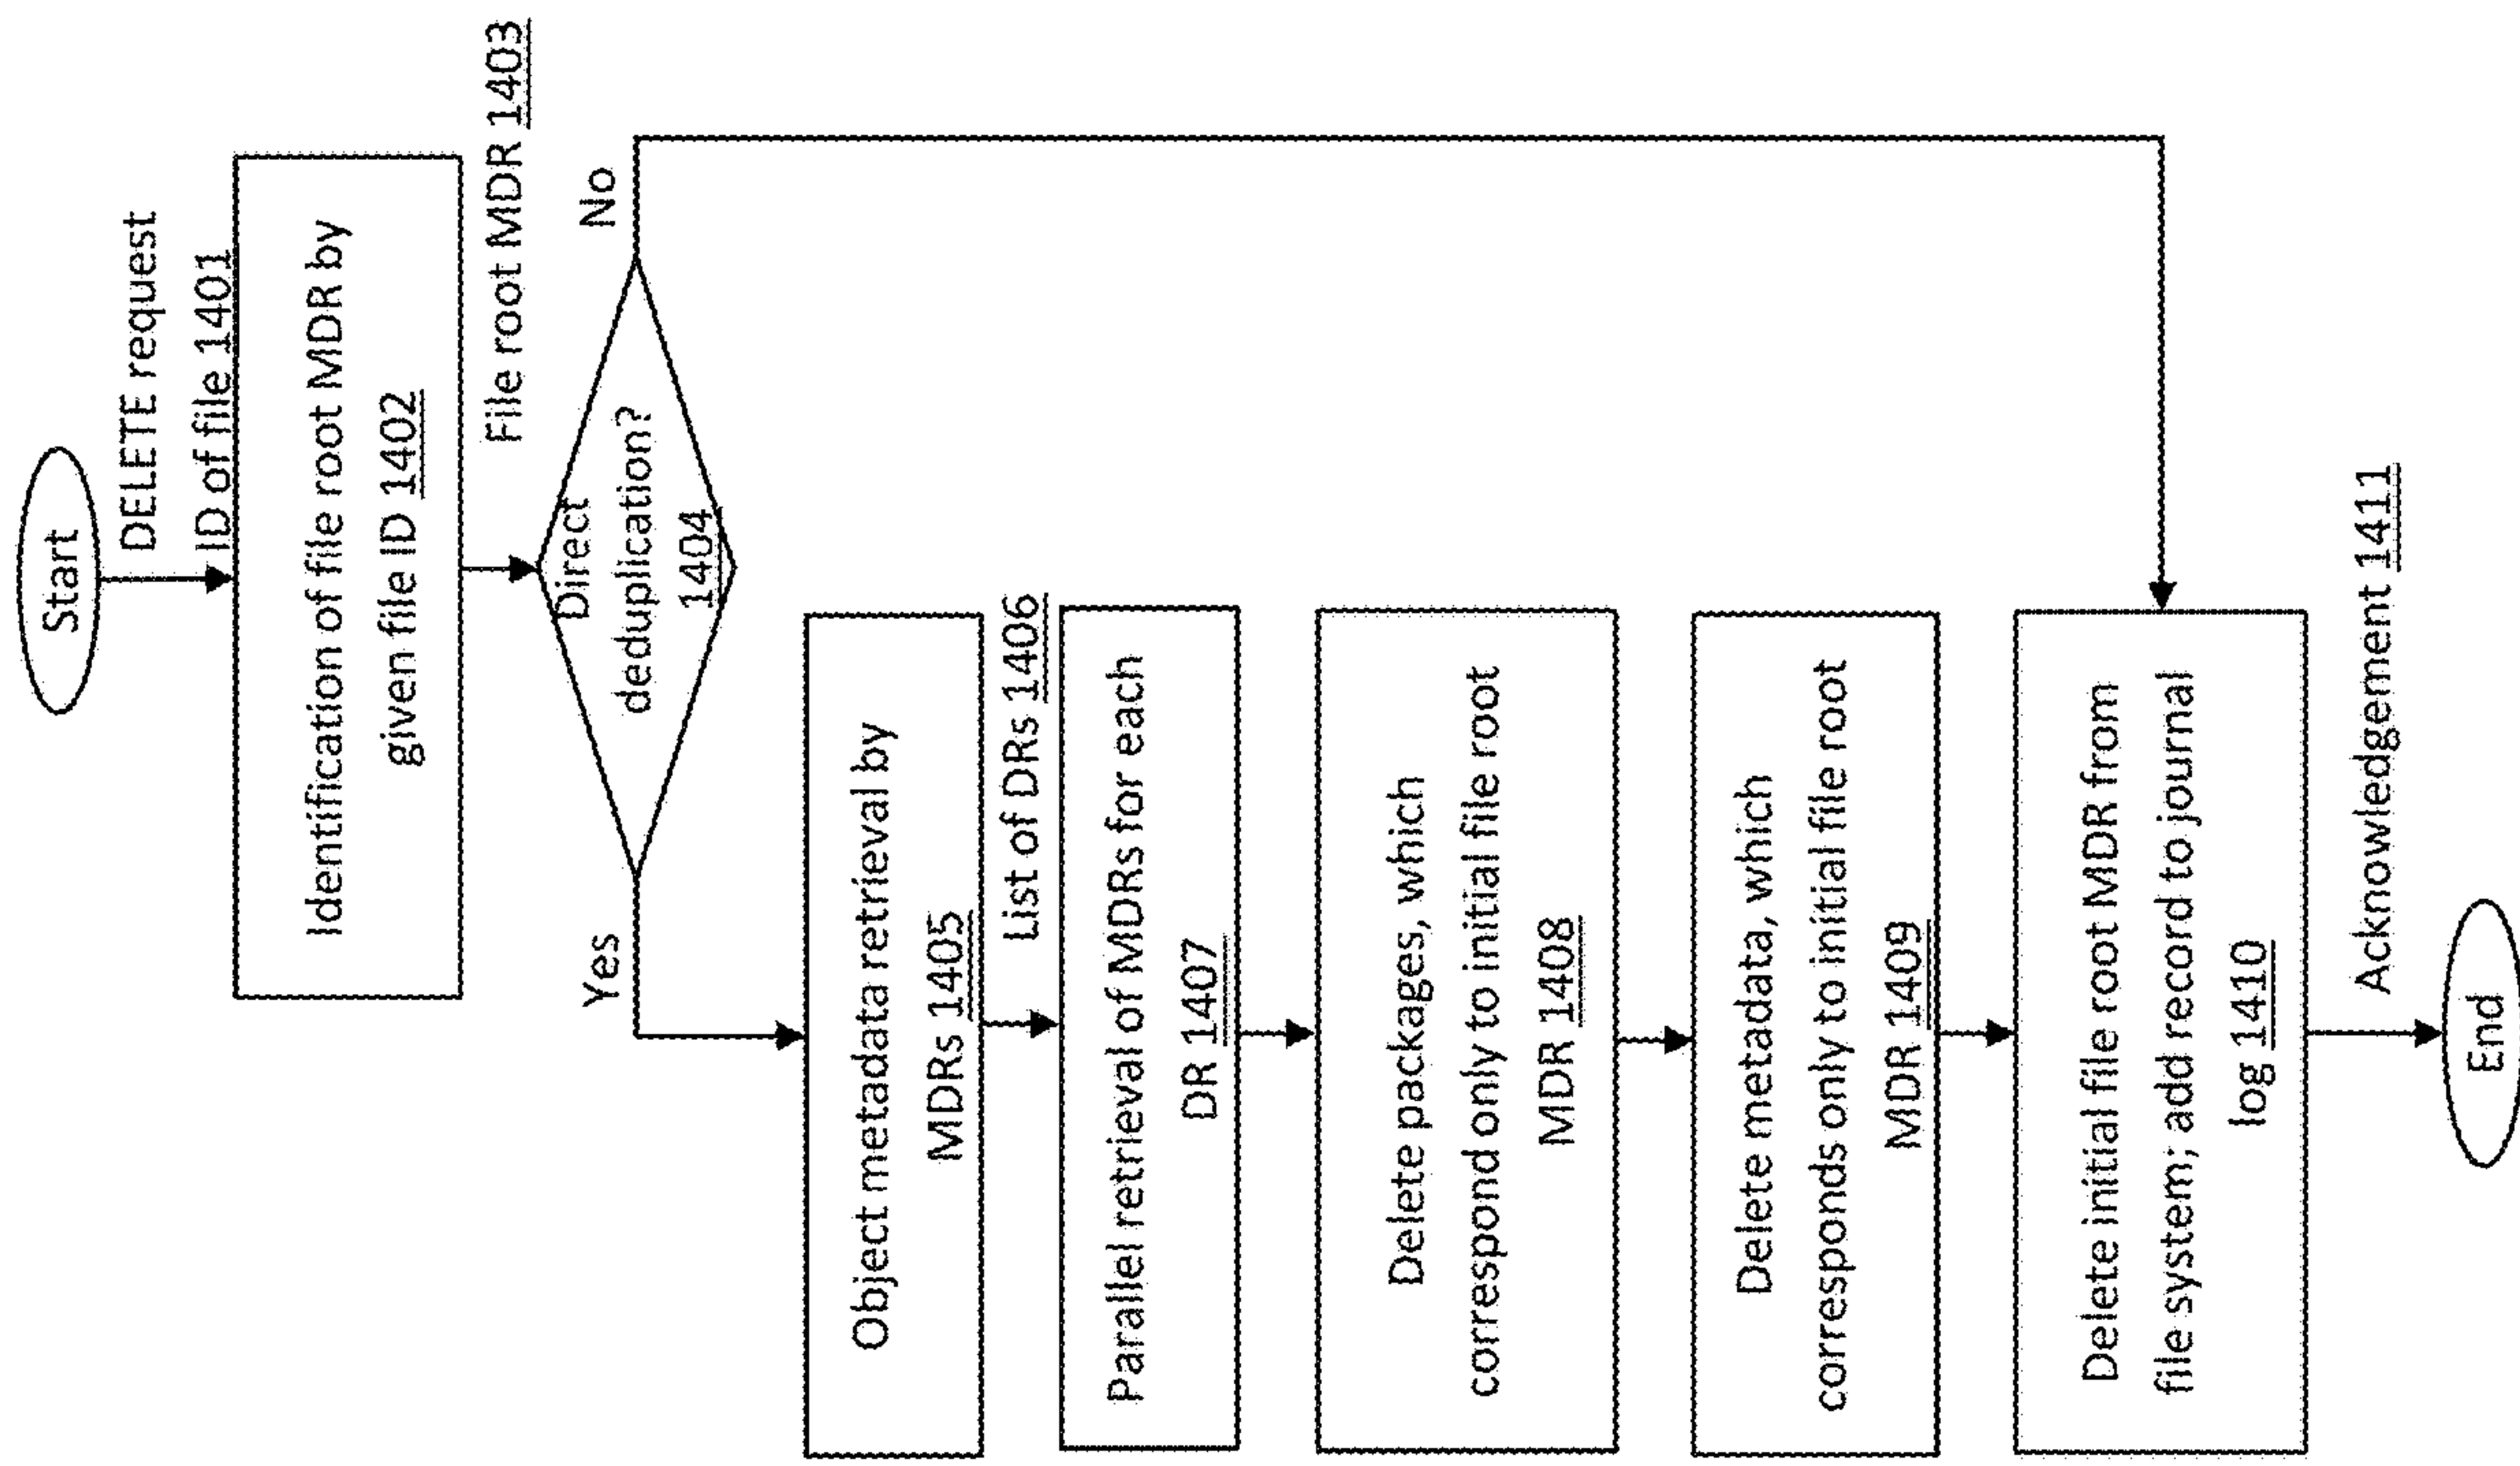 Start
DELETE request
ID of file 1401
Identification of file root MDR by
given file ID 1402
File root MDR 1403
Direct
deduplication?
1404
Yes
No
Object metadata retrieval by
MDRs 1405
List of DRs 1406
Parallel retrieval of MDRs for each
DR 1407
Delete packages, which
correspond only to initial file root
MDR 1408
Delete metadata, which
corresponds only to initial file root
MDR 1409
Delete initial file root MDR from
file system; add record to journal
log 1410
Acknowledgement 1411
End